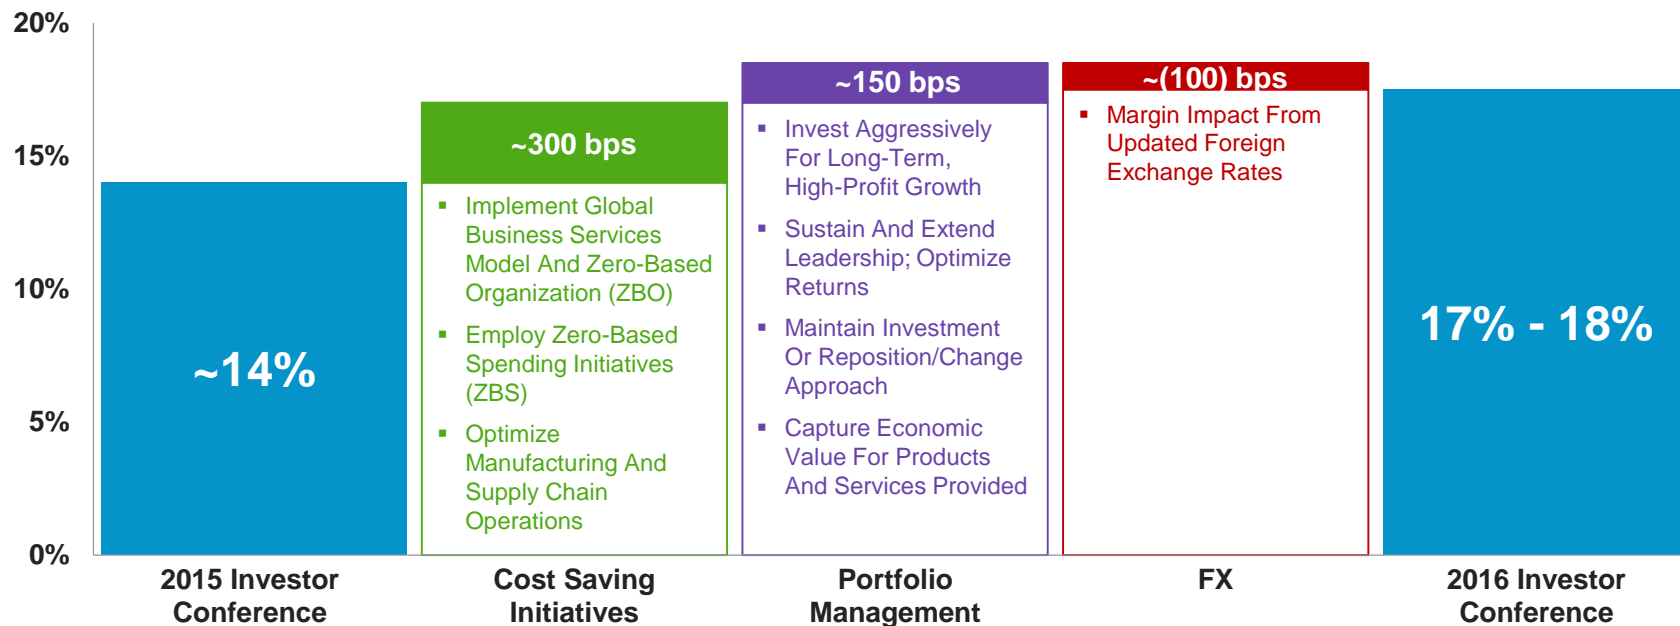 20%
15%
10%
5%
0%
~14%
2015 Investor
Conference
~300 bps
▪ Implement Global
Business Services
Model And Zero-Based
Organization (ZBO)
▪ Employ Zero-Based
Spending Initiatives
(ZBS)
▪ Optimize
Manufacturing And
Supply Chain
Operations
Cost Saving
Initiatives
~150 bps
▪ Invest Aggressively
For Long-Term,
High-Profit Growth
▪ Sustain And Extend
Leadership; Optimize
Returns
▪ Maintain Investment
Or Reposition/Change
Approach
▪ Capture Economic
Value For Products
And Services Provided
Portfolio
Management
~(100) bps
▪ Margin Impact From
Updated Foreign
Exchange Rates
FX
17% - 18%
2016 Investor
Conference